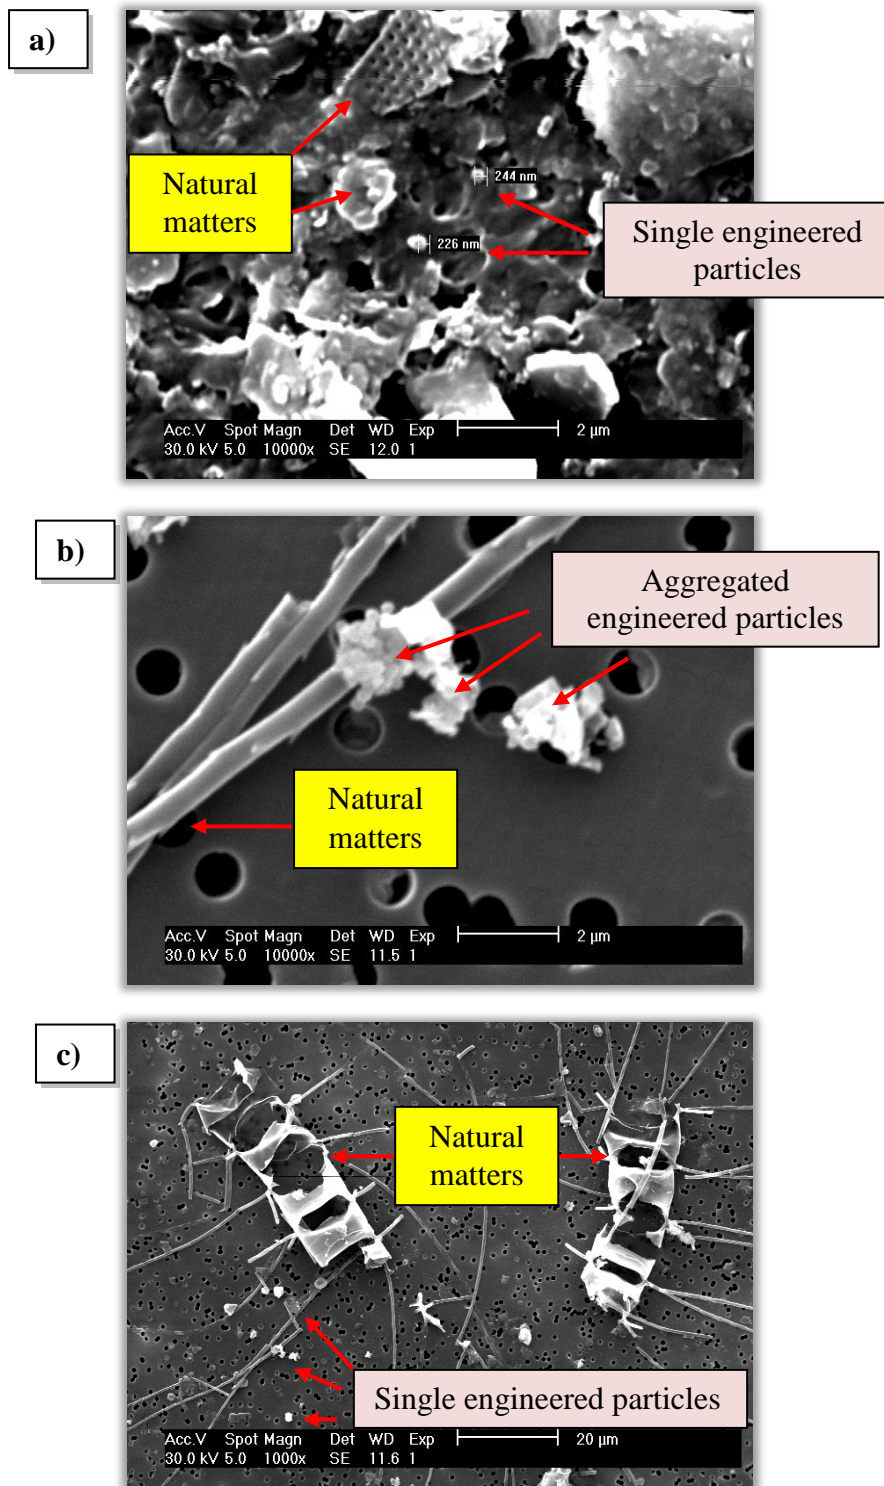 a)
Natural
matters
244 nm
226 nm
Single engineered
particles
Acc.V Spot Magn Det WD Exp 2 µm
30.0 kV 5.0 10000x SE 12.0 1
b)
Aggregated
engineered particles
Natural
matters
Acc.V Spot Magn Det WD Exp 2 µm
30.0 kV 5.0 10000x SE 11.5 1
c)
Natural
matters
Single engineered particles
Acc.V Spot Magn Det WD Exp 20 µm
30.0 kV 5.0 1000x SE 11.6 1